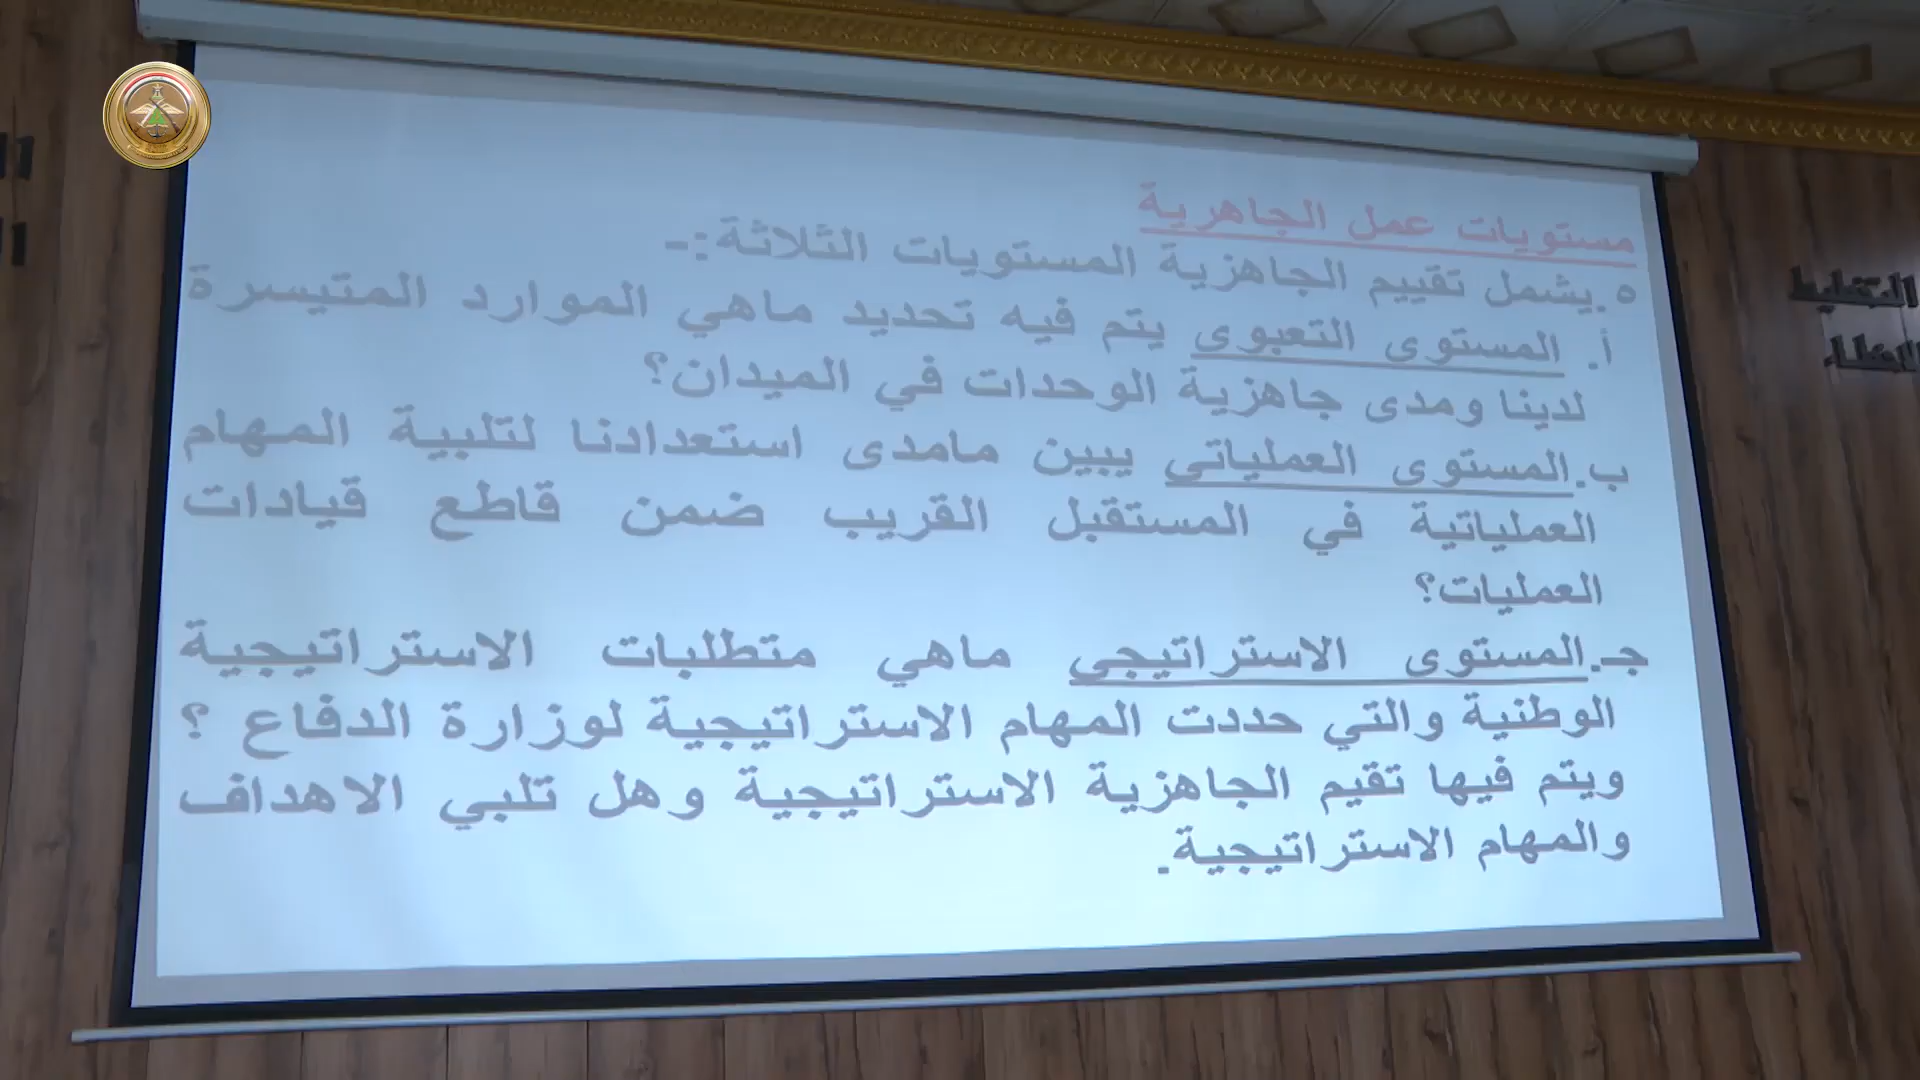 مستويات عمل الجاهرية
٥.يشمل تقييم الجاهزية المستويات الثلاثة:-
أ. المستوى التعبوي يتم فيه تحديد ماهي الموارد المتيسرة
لدينا ومدى جاهزية الوحدات في الميدان؟
ب.المستوى العملياتي يبين مامدى استعدادنا لتلبية المهام
العملياتية في المستقبل القريب ضمن قاطع قيادات
العمليات؟
جـ.المستوى الاستراتيجي ماهي متطلبات الاستراتيجية
الوطنية والتي حددت المهام الاستراتيجية لوزارة الدفاع ؟
ويتم فيها تقيم الجاهزية الاستراتيجية وهل تلبي الاهداف
والمهام الاستراتيجية.